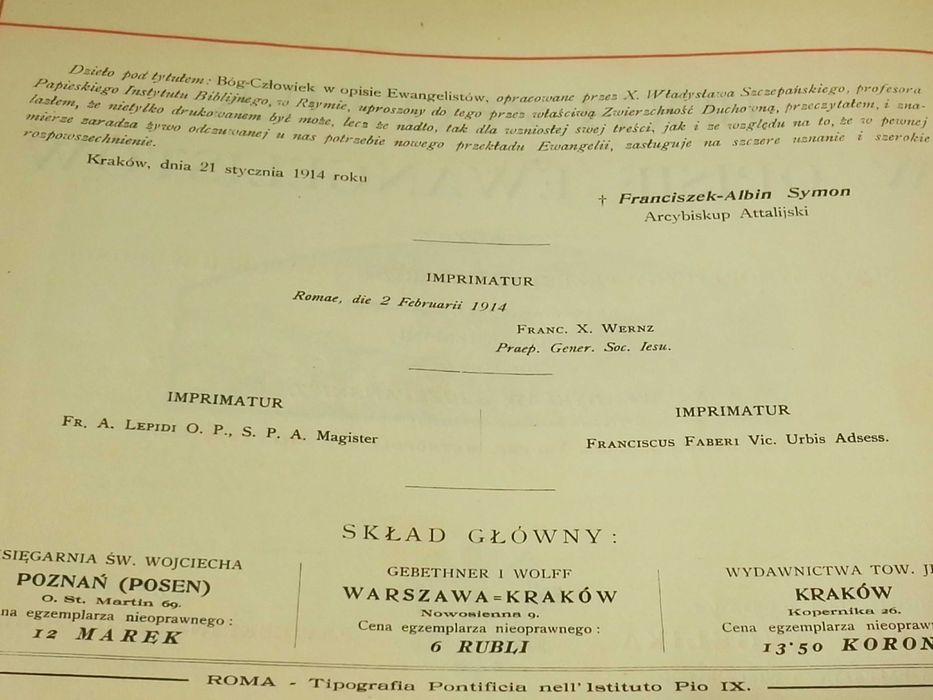 Dzieło pod tytułem: Bóg-Człowiek w opisie Ewangelistów, opracowane przez X. Władysława Szczepańskiego, profesora
Papieskiego Instytutu Biblijnego, w Rzymie, uproszony do tego przez właściwą Zwierzchność Duchowną, przeczytałem, i zna-
lazłem, że nietylko drukowanem być może, lecz że nadto, tak dla wzniosłej swej treści, jak i ze względu na to, że w pewnej
mierze zaradza żywo odczuwanej u nas potrzebie nowego przekładu Ewangelii, zasługuje na szczere uznanie i szerokie
rozpowszechnienie.
Kraków, dnia 21 stycznia 1914 roku
† Franciszek-Albin Symon
Arcybiskup Attalijski
IMPRIMATUR
Romae, die 2 Februarii 1914
Franc. X. Wernz
Praep. Gener. Soc. Iesu.
IMPRIMATUR
Fr. A. Lepidi O. P., S. P. A. Magister
IMPRIMATUR
Franciscus Faberi Vic. Urbis Adsess.
SKŁAD GŁÓWNY:
SIĘGARNIA ŚW. WOJCIECHA
POZNAŃ (POSEN)
O. St. Martin 69.
na egzemplarza nieoprawnego:
12 MAREK
GEBETHNER I WOLFF
WARSZAWA=KRAKÓW
Nowosienna 9.
Cena egzemplarza nieoprawnego:
6 RUBLI
WYDAWNICTWA TOW. JE
KRAKÓW
Kopernika 26.
Cena egzemplarza nieoprawn
13'50 KORON
ROMA - Tipografia Pontificia nell'Istituto Pio IX.